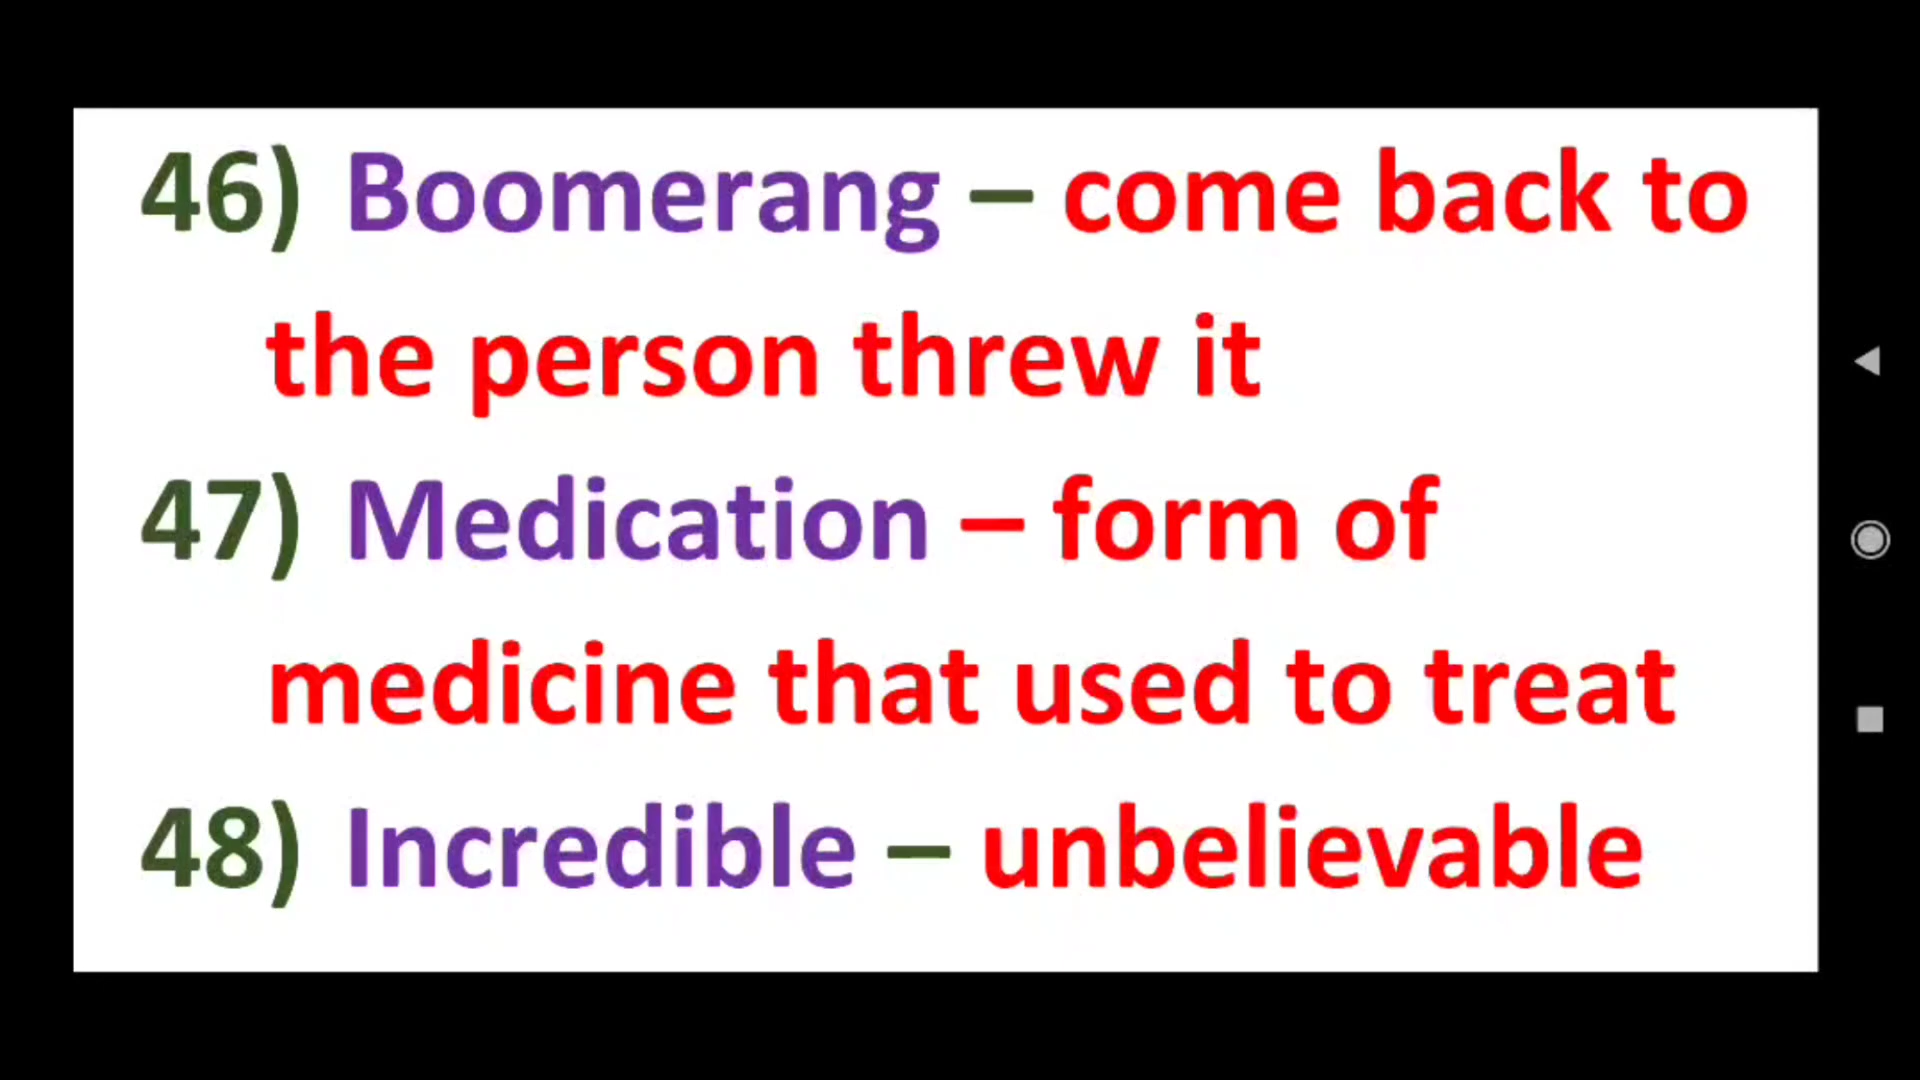 46) Boomerang – come back to
the person threw it
47) Medication – form of
medicine that used to treat
48) Incredible – unbelievable